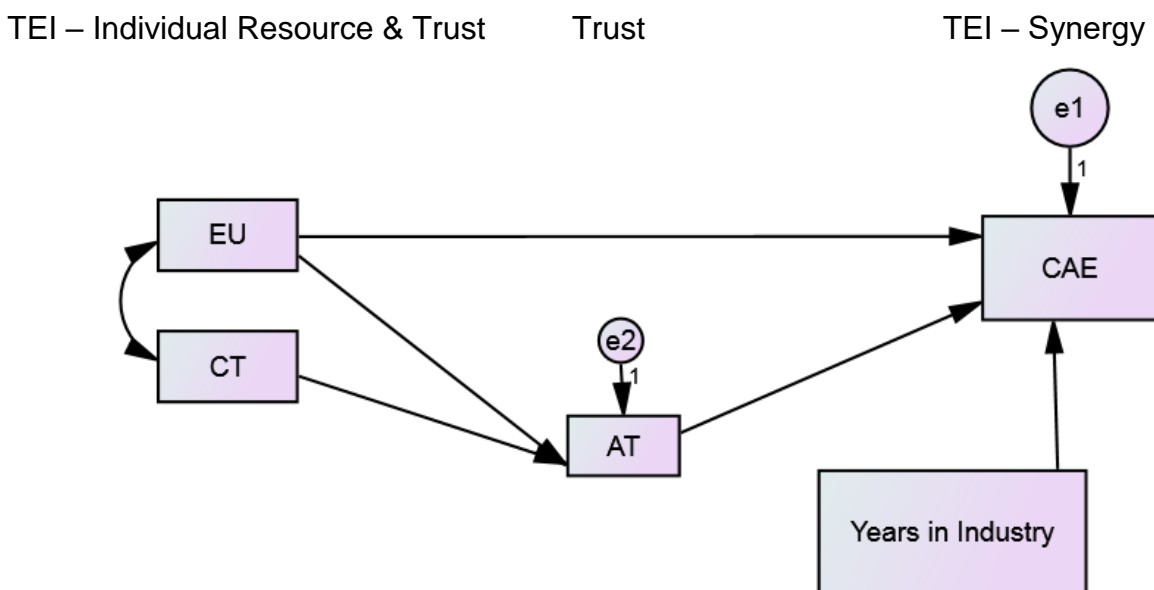 TEI – Individual Resource & Trust
Trust
TEI – Synergy
e1
1
EU
CAE
e2
CT
1
AT
Years in Industry